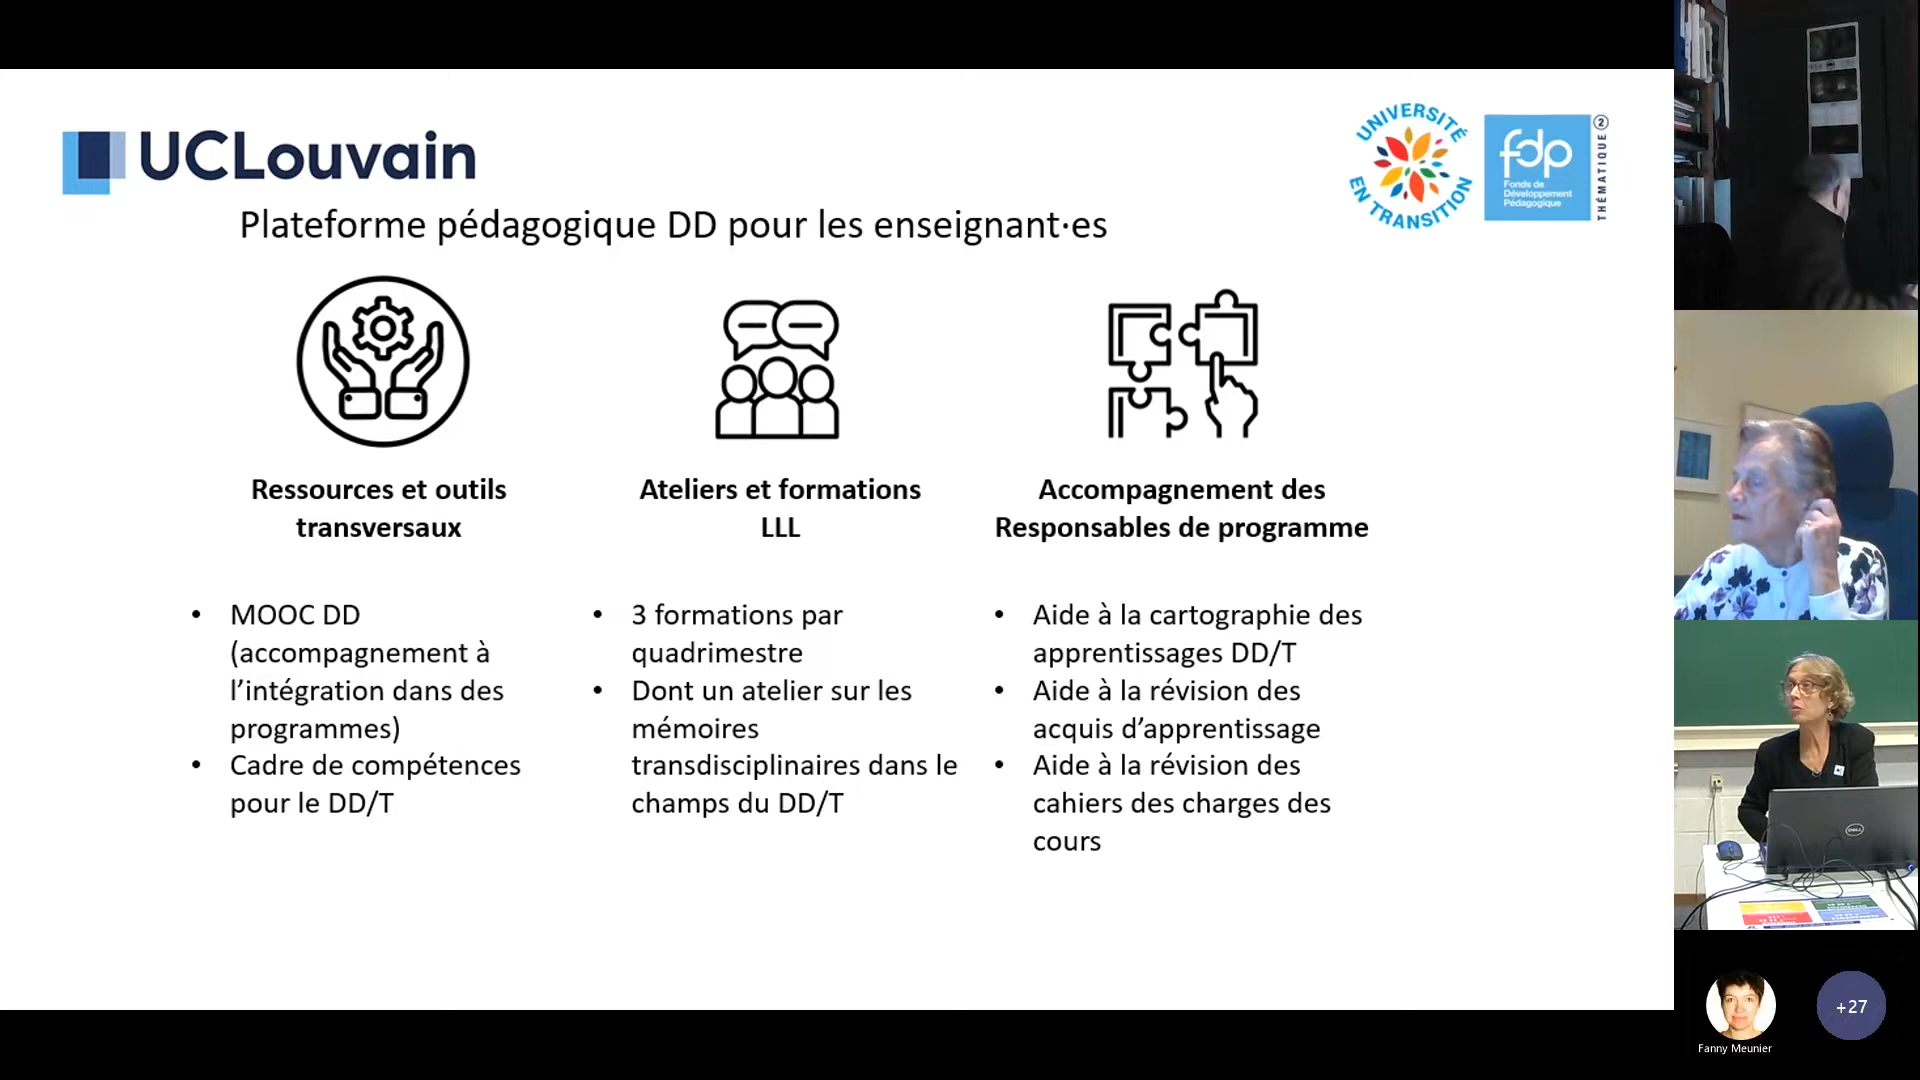 UCLouvain
UNIVERSITÉ
EN TRANSITION
fdp
Fonds de
Développement
Pédagogique
THÉMATIQUE 2
Plateforme pédagogique DD pour les enseignant·es
Ressources et outils
transversaux
• MOOC DD
(accompagnement à
l’intégration dans des
programmes)
• Cadre de compétences
pour le DD/T
Ateliers et formations
LLL
• 3 formations par
quadrimestre
• Dont un atelier sur les
mémoires
transdisciplinaires dans le
champs du DD/T
Accompagnement des
Responsables de programme
• Aide à la cartographie des
apprentissages DD/T
• Aide à la révision des
acquis d’apprentissage
• Aide à la révision des
cahiers des charges des
cours
DELL
Fanny Meunier
+27